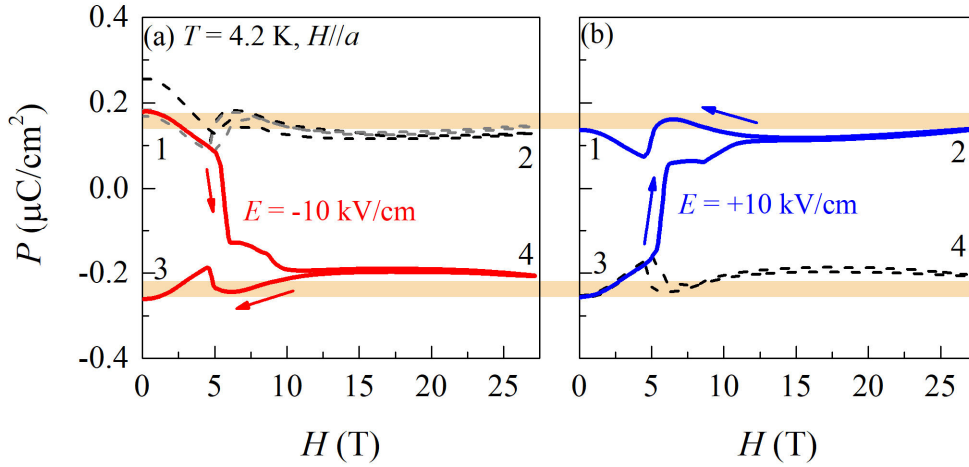 (a) T = 4.2 K, H//a
(b)
P (μC/cm²)
0.4
0.2
0.0
-0.2
-0.4
1
2
3
4
E = -10 kV/cm
1
2
3
4
E = +10 kV/cm
0 5 10 15 20 25
0 5 10 15 20 25
H (T)
H (T)